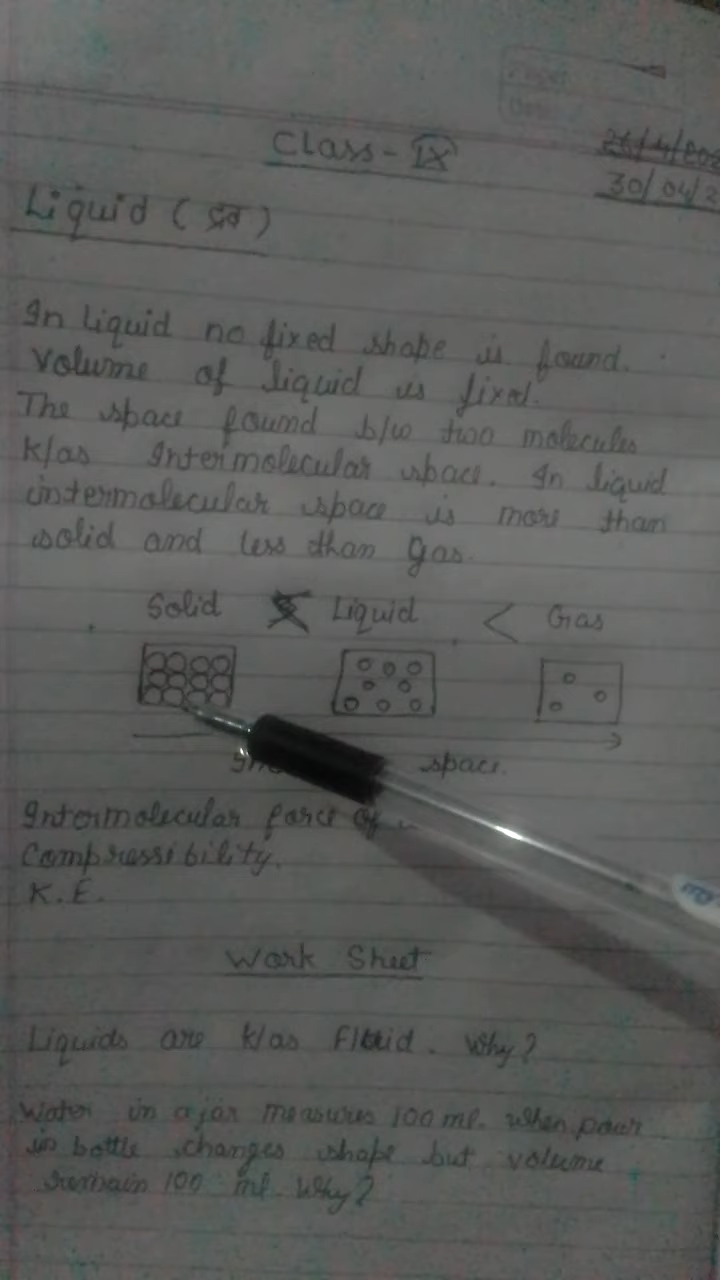 Class - IX
26/4/202
30/04/2
Liquid (द्रव)
In liquid no fixed shape is found.
Volume of liquid is fixed.
The space found b/w two molecules
k/as Intermolecular space. In liquid
intermolecular space is more than
solid and less than Gas.
Solid < Liquid < Gas
space.
Intermolecular force of
Compressibility.
K.E.
Work Sheet
Liquids are k/as Fluid. Why?
Water in a jar measures 100 ml. when pour
in bottle changes shape but volume
remain 100 ml. Why?